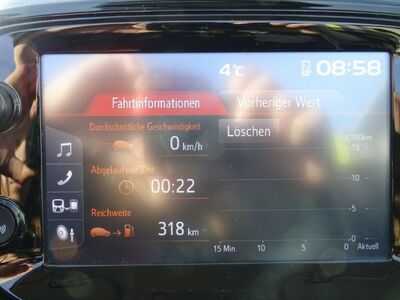 4°C 08:58
Fahrtinformationen Vorheriger Wert
Durchschnittliche Geschwindigkeit
0 km/h
Löschen
l/100km
15
Abgelaufene Zeit
10
00:22
5
Reichweite
318 km
0
15 Min. 10 5 0 Aktuell